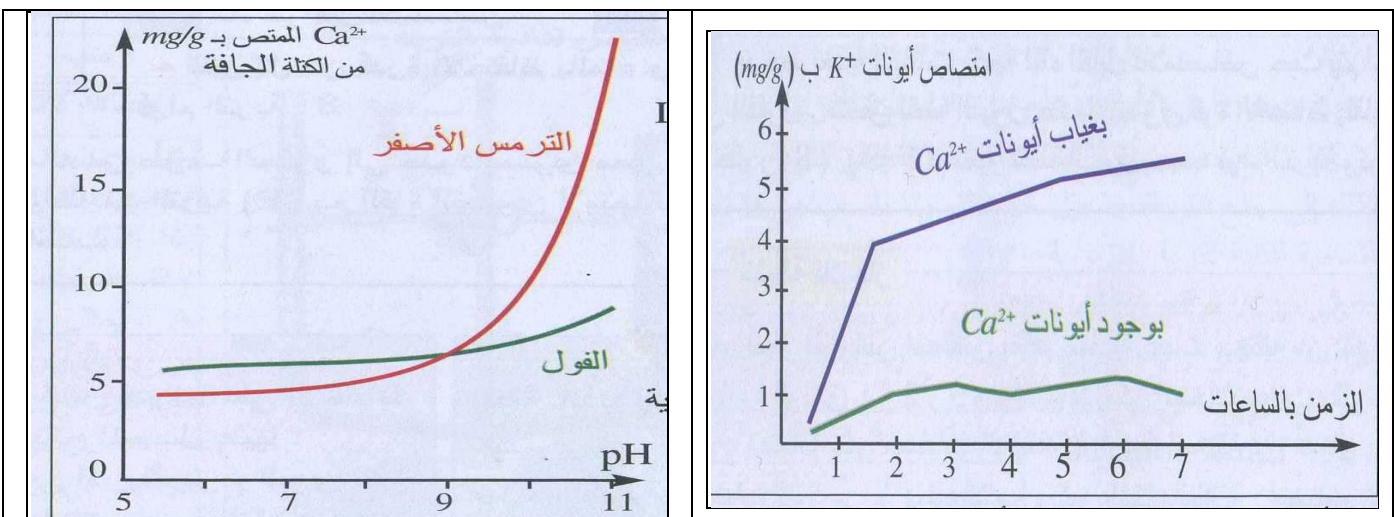 Ca²⁺ الممتص بـ mg/g
من الكتلة الجافة
20
15
10
5
0
الترمس الأصفر
الفول
pH
5
7
9
11
ية
امتصاص أيونات K⁺ ب (mg/g)
6
5
4
3
2
1
بغياب أيونات Ca²⁺
بوجود أيونات Ca²⁺
الزمن بالساعات
1 2 3 4 5 6 7